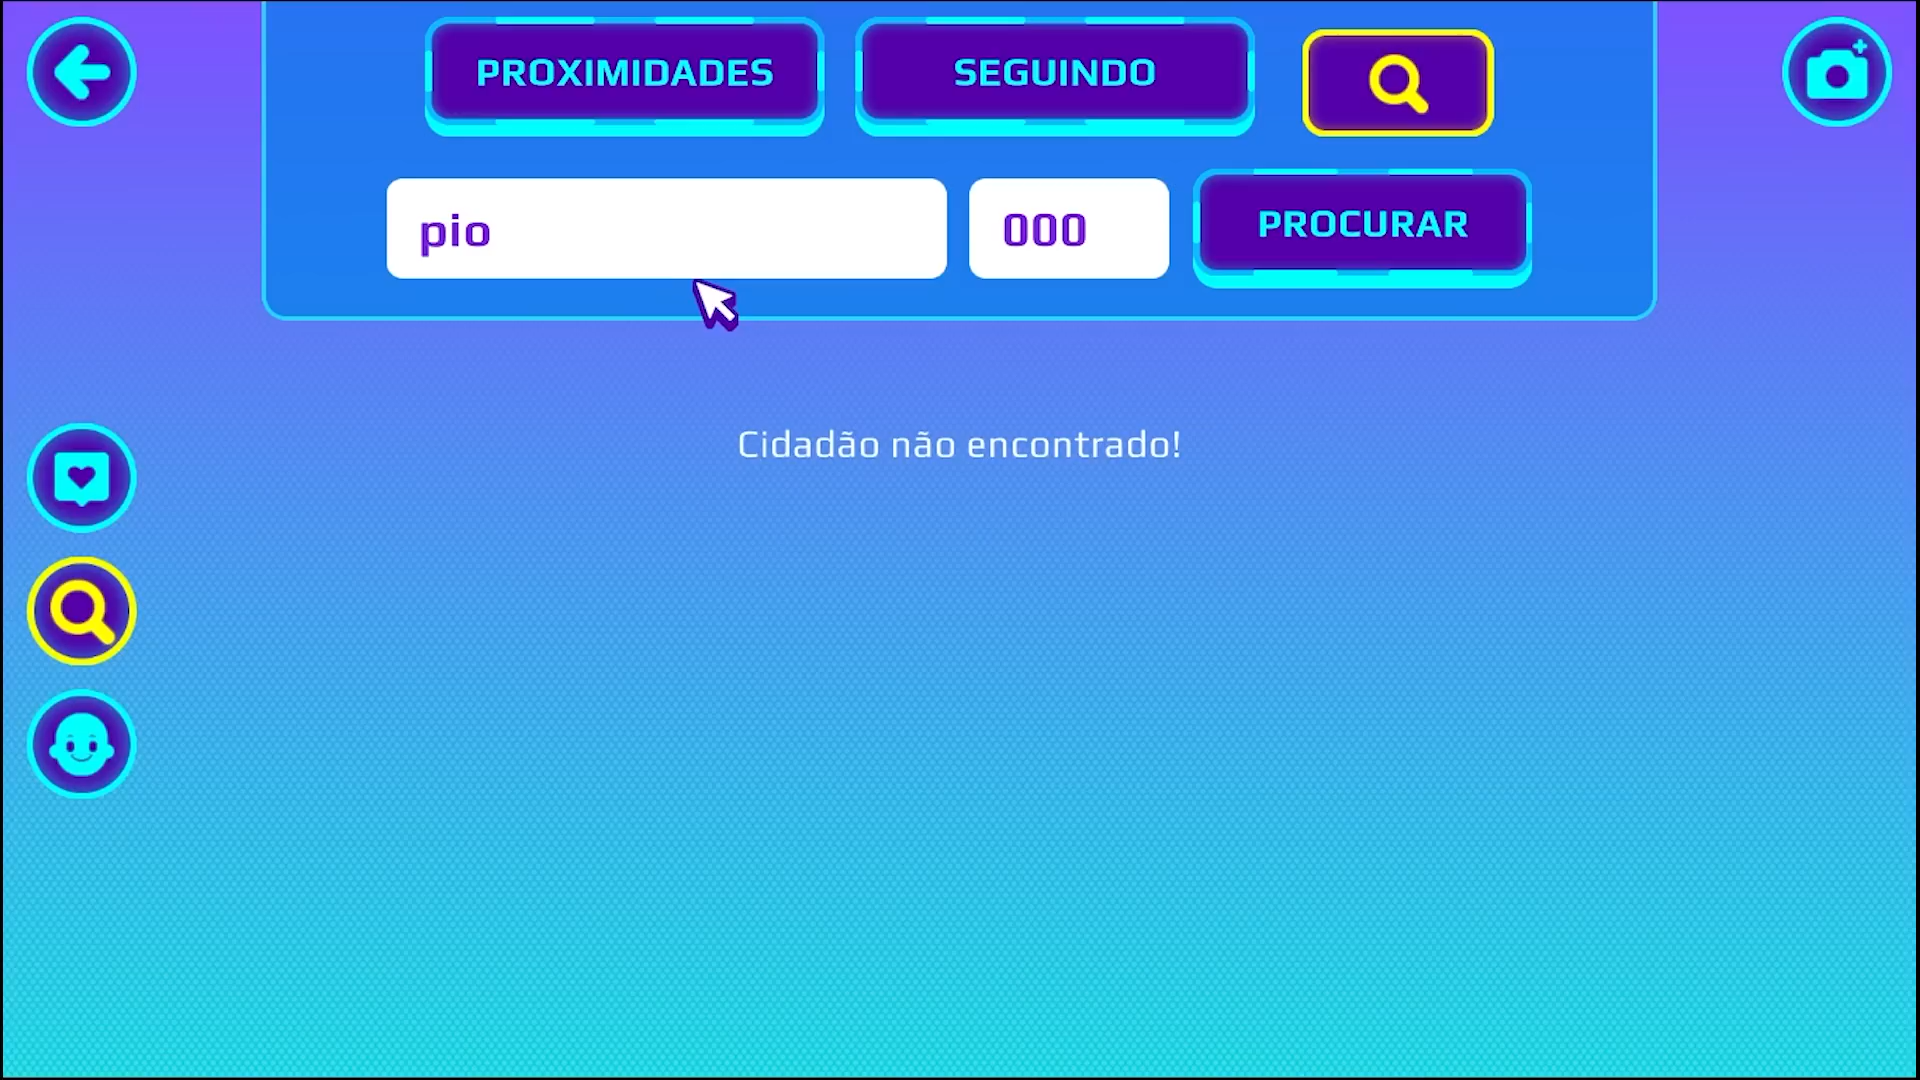 PROXIMIDADES
SEGUINDO
pio
000
PROCURAR
Cidadão não encontrado!